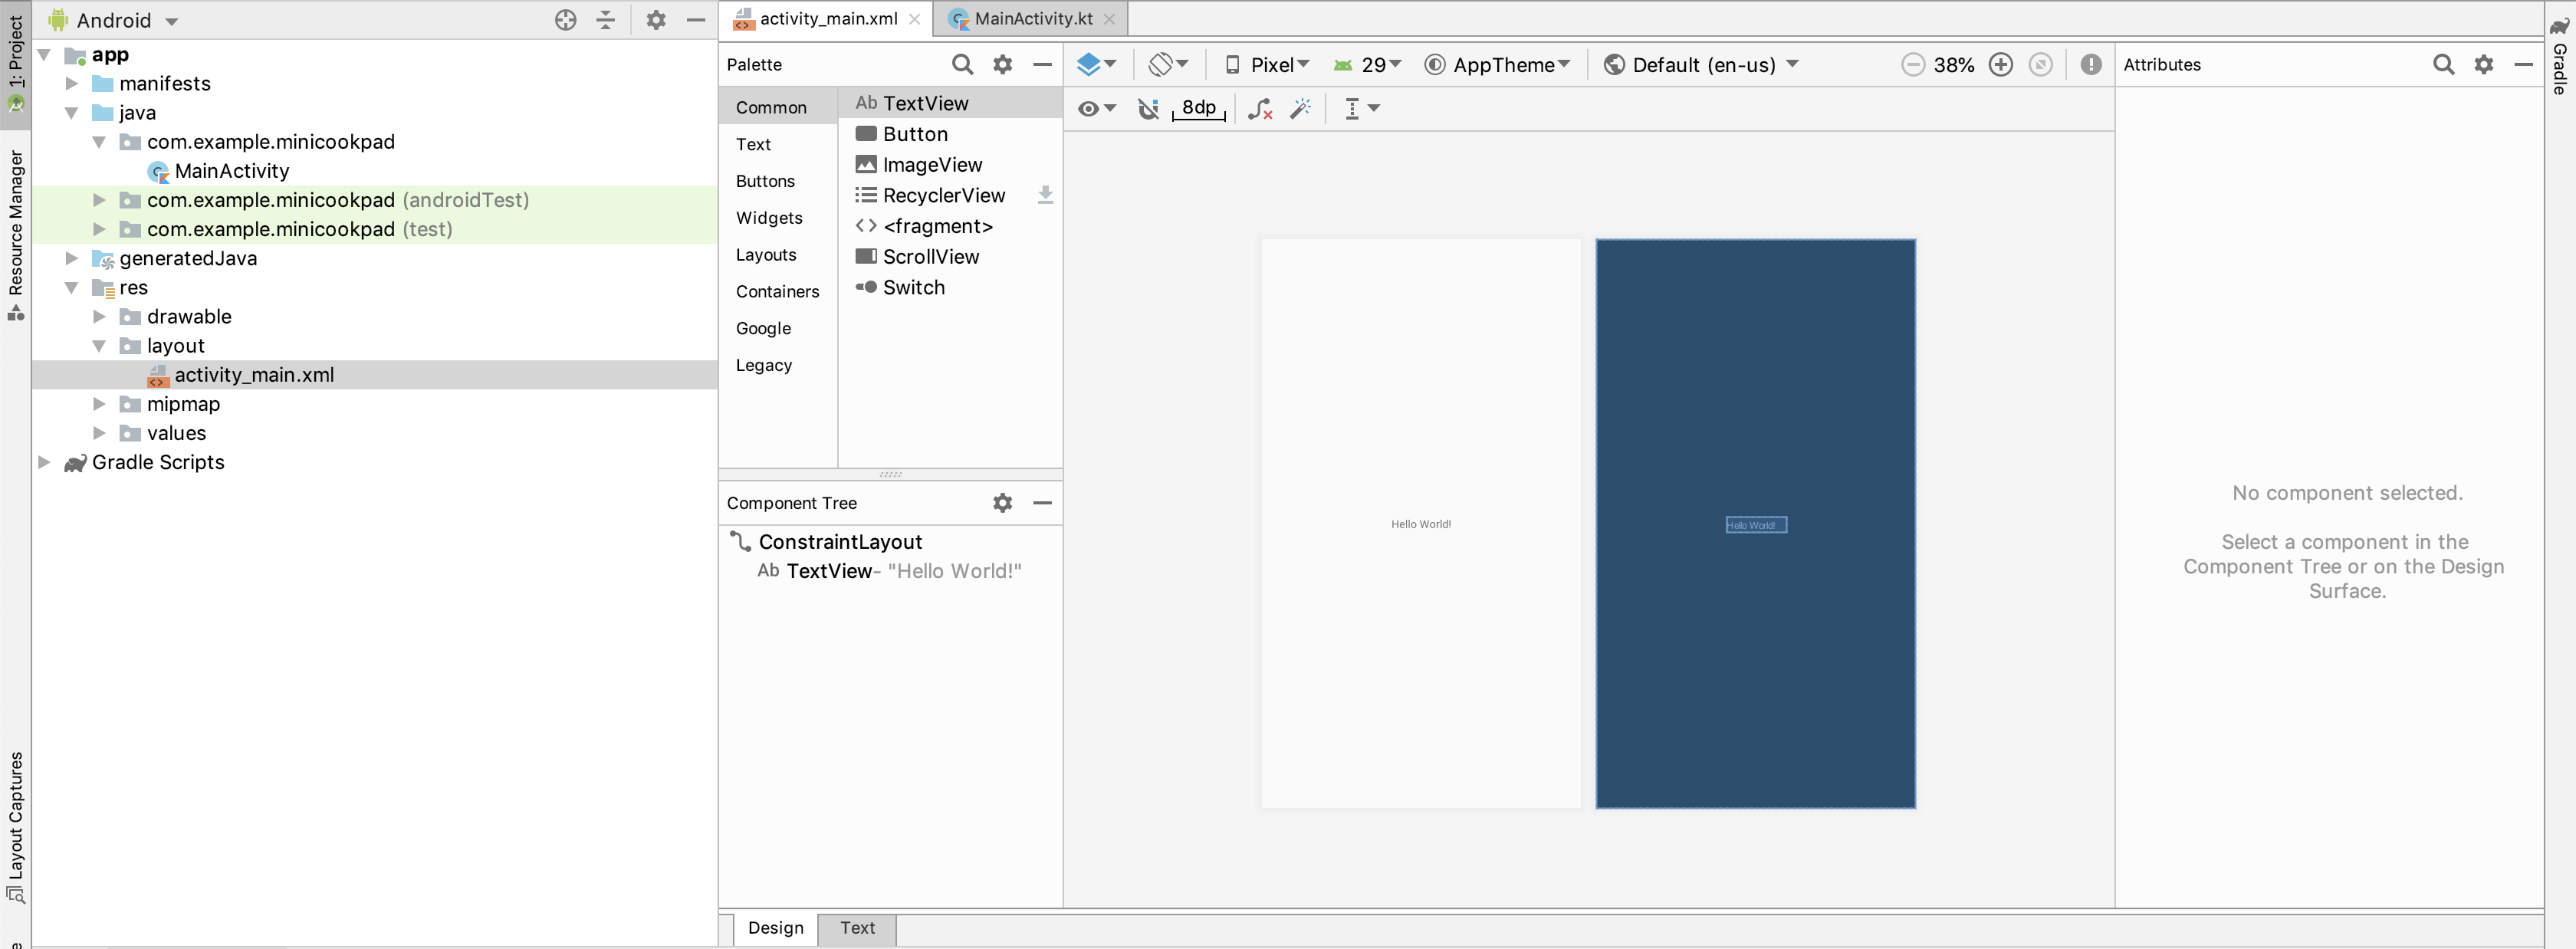 1: Project
Resource Manager
Layout Captures
Android
app
manifests
java
com.example.minicookpad
MainActivity
com.example.minicookpad (androidTest)
com.example.minicookpad (test)
generatedJava
res
drawable
layout
activity_main.xml
mipmap
values
Gradle Scripts
activity_main.xml
MainActivity.kt
Palette
Common
Text
Buttons
Widgets
Layouts
Containers
Google
Legacy
Ab TextView
Button
ImageView
RecyclerView
<fragment>
ScrollView
Switch
Component Tree
ConstraintLayout
Ab TextView- "Hello World!"
Pixel
29
AppTheme
Default (en-us)
38%
8dp
Hello World!
Hello World!
Design
Text
Attributes
No component selected.
Select a component in the
Component Tree or on the Design
Surface.
Gradle